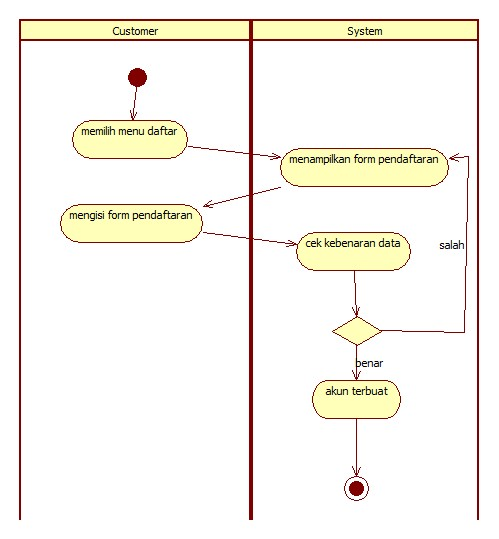 Customer
System
memilih menu daftar
menampilkan form pendaftaran
mengisi form pendaftaran
cek kebenaran data
salah
benar
akun terbuat